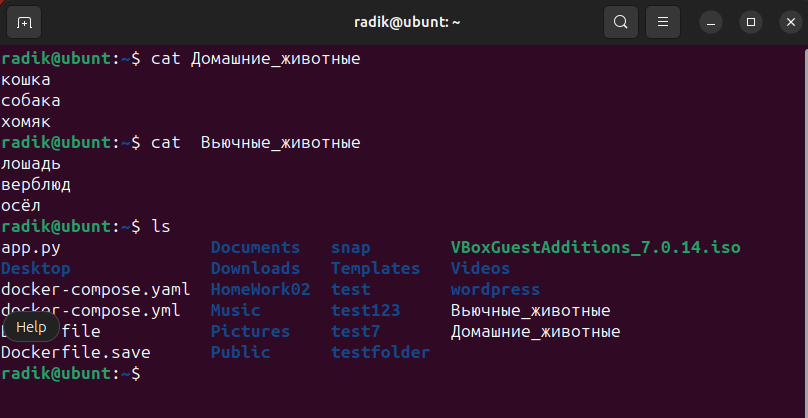 radik@ubunt: ~
radik@ubunt:~$ cat Домашние_животные
кошка
собака
хомяк
radik@ubunt:~$ cat  Вьючные_животные
лошадь
верблюд
осёл
radik@ubunt:~$ ls
app.py Documents snap VBoxGuestAdditions_7.0.14.iso
Desktop Downloads Templates Videos
docker-compose.yaml HomeWork02 test wordpress
docker-compose.yml Music test123 Вьючные_животные
Help file Pictures test7 Домашние_животные
Dockerfile.save Public testfolder
radik@ubunt:~$